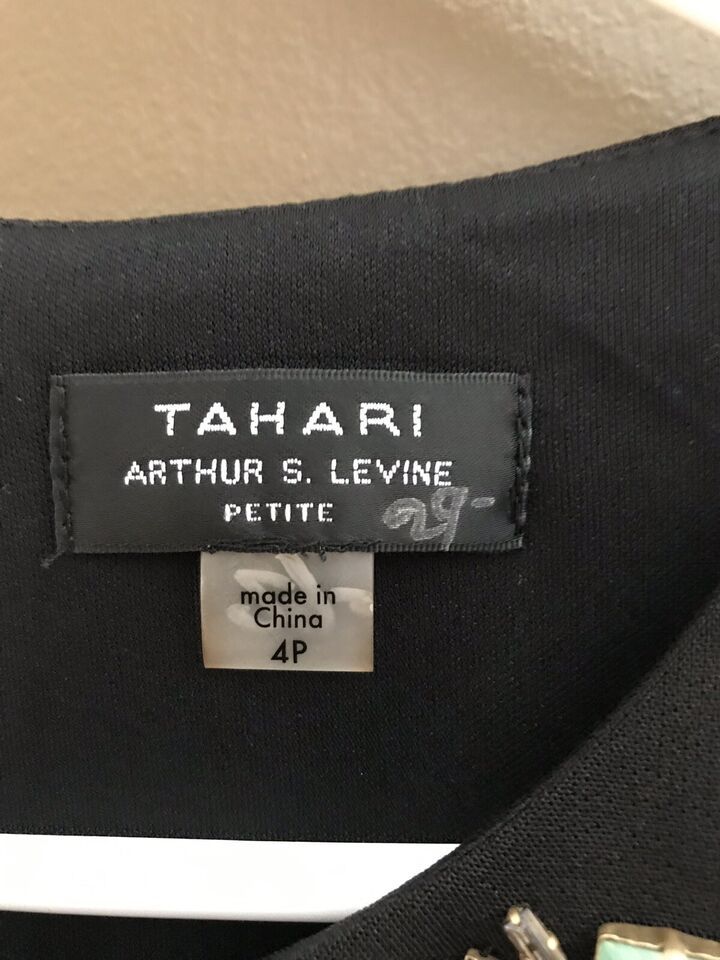 TAHARI
ARTHUR S. LEVINE
PETITE
29-
made in
China
4P